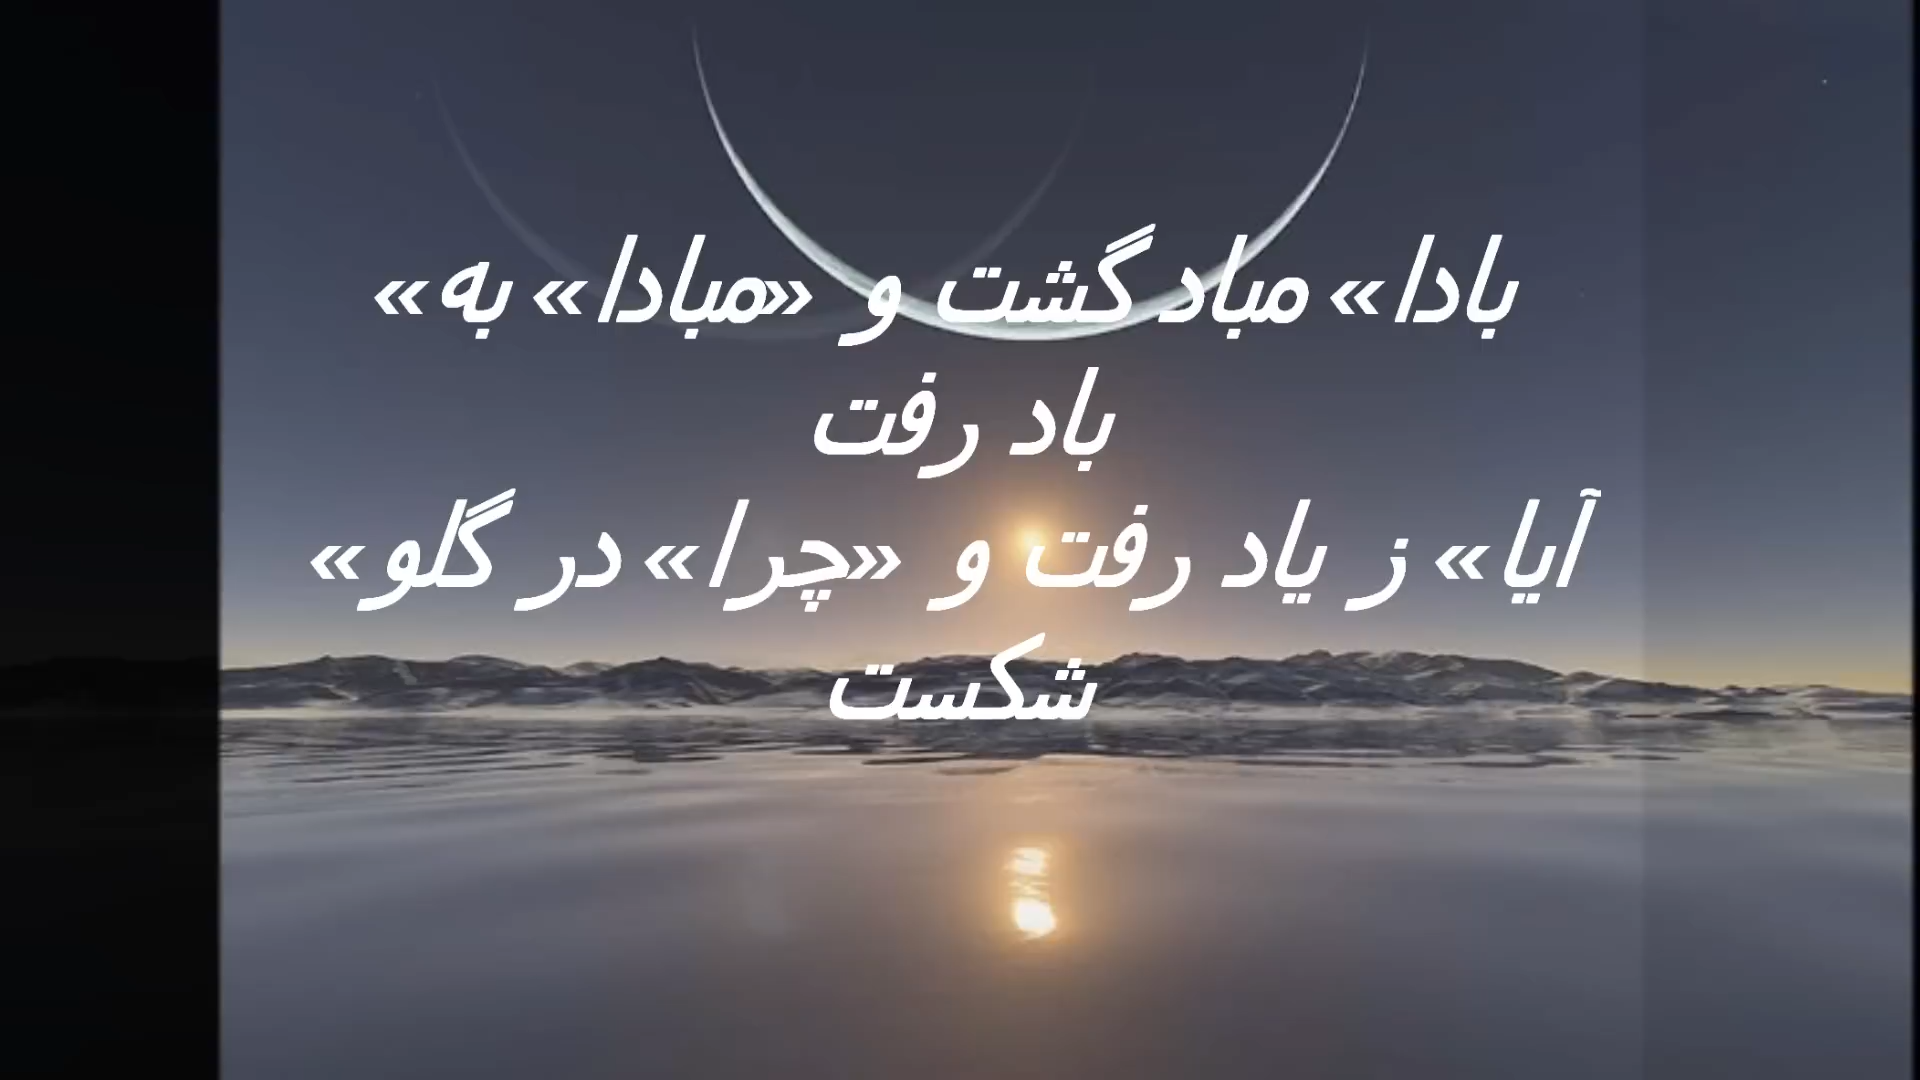 «بادا» مباد گشت و «مبادا» به
باد رفت
«آیا» ز یاد رفت و «چرا» در گلو
شکست